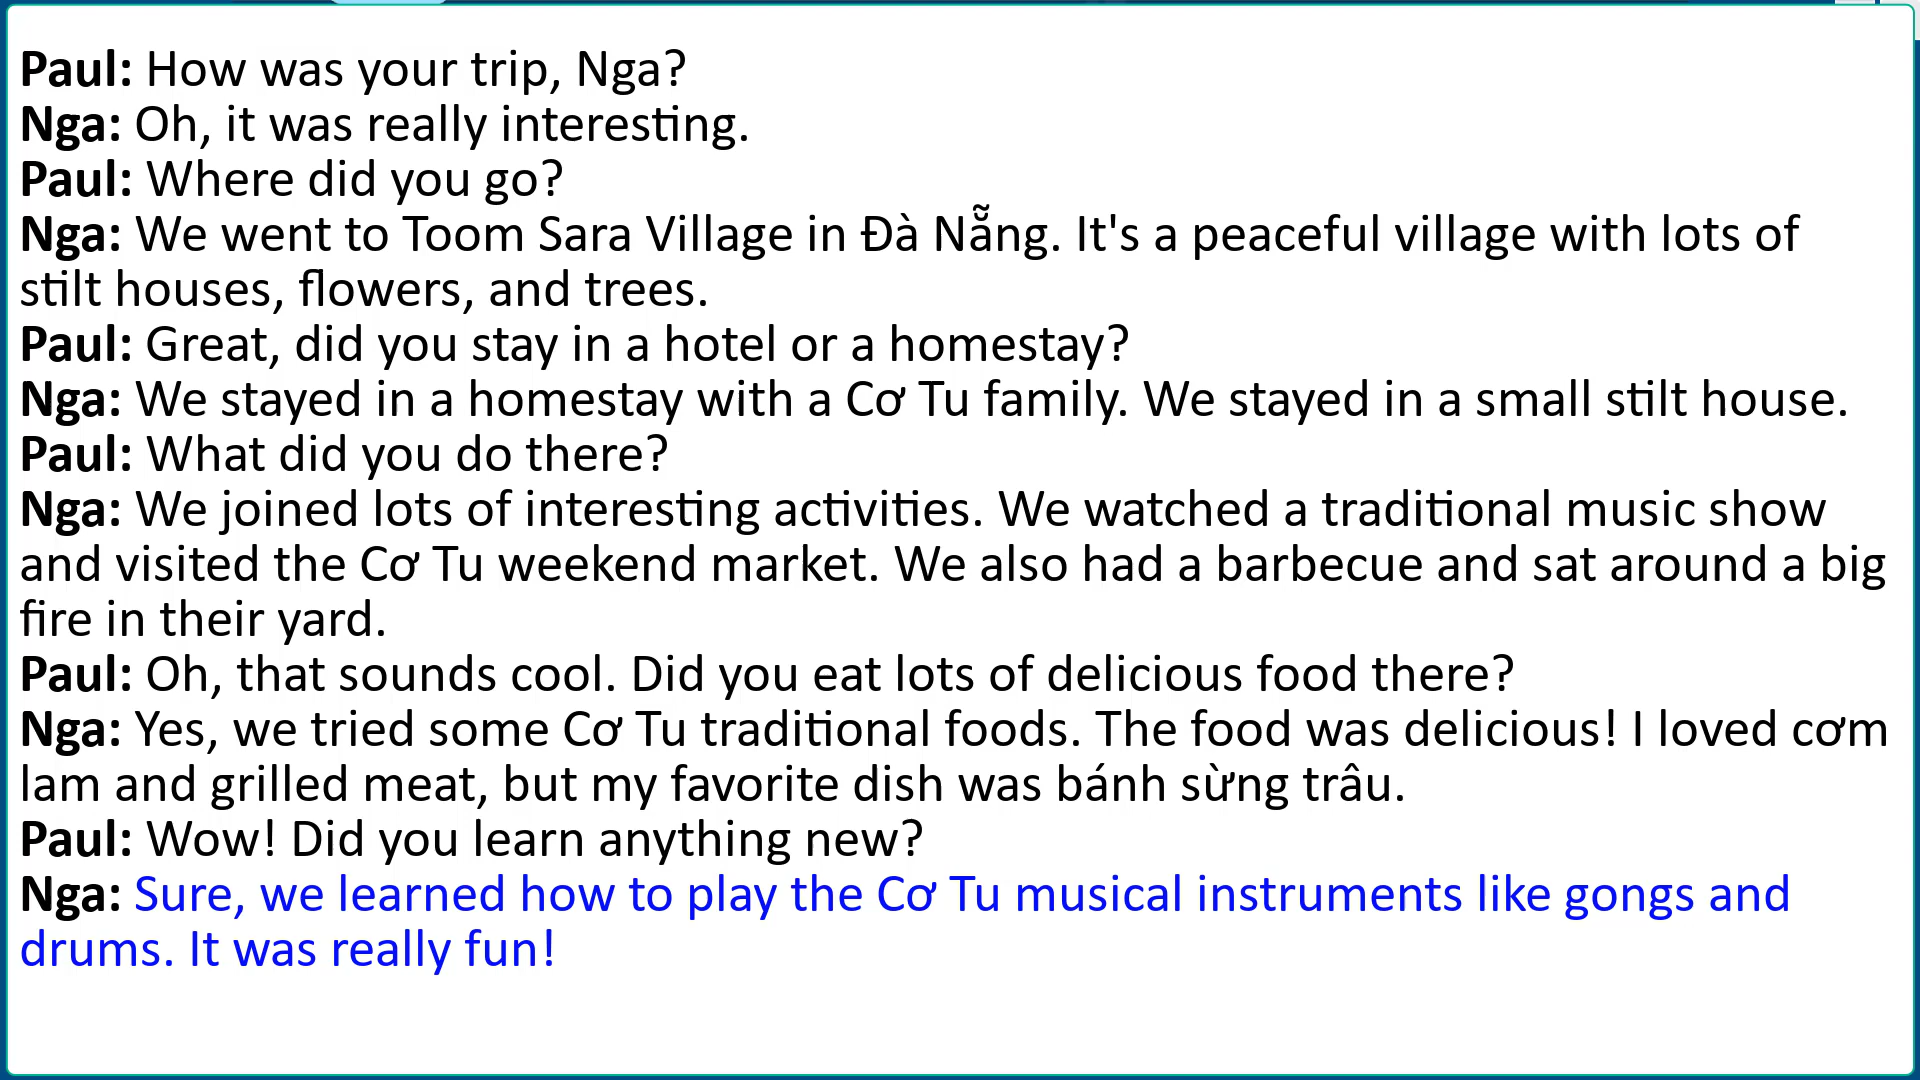 Paul: How was your trip, Nga?
Nga: Oh, it was really interesting.
Paul: Where did you go?
Nga: We went to Toom Sara Village in Đà Nẵng. It's a peaceful village with lots of
stilt houses, flowers, and trees.
Paul: Great, did you stay in a hotel or a homestay?
Nga: We stayed in a homestay with a Cơ Tu family. We stayed in a small stilt house.
Paul: What did you do there?
Nga: We joined lots of interesting activities. We watched a traditional music show
and visited the Cơ Tu weekend market. We also had a barbecue and sat around a big
fire in their yard.
Paul: Oh, that sounds cool. Did you eat lots of delicious food there?
Nga: Yes, we tried some Cơ Tu traditional foods. The food was delicious! I loved cơm
lam and grilled meat, but my favorite dish was bánh sừng trâu.
Paul: Wow! Did you learn anything new?
Nga: Sure, we learned how to play the Cơ Tu musical instruments like gongs and
drums. It was really fun!